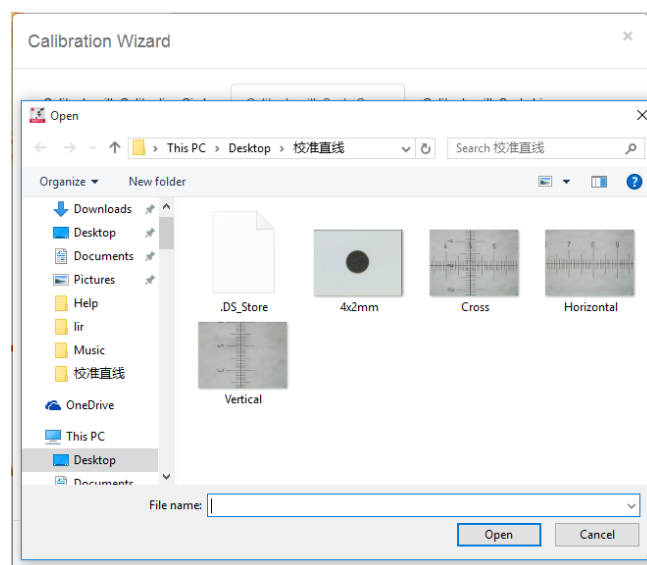 Calibration Wizard
Open
This PC > Desktop > 校准直线
Search 校准直线
Organize
New folder
Downloads
Desktop
Documents
Pictures
Help
lir
Music
校准直线
OneDrive
This PC
Desktop
Documents
.DS_Store
4x2mm
Cross
Horizontal
Vertical
File name:
Open
Cancel